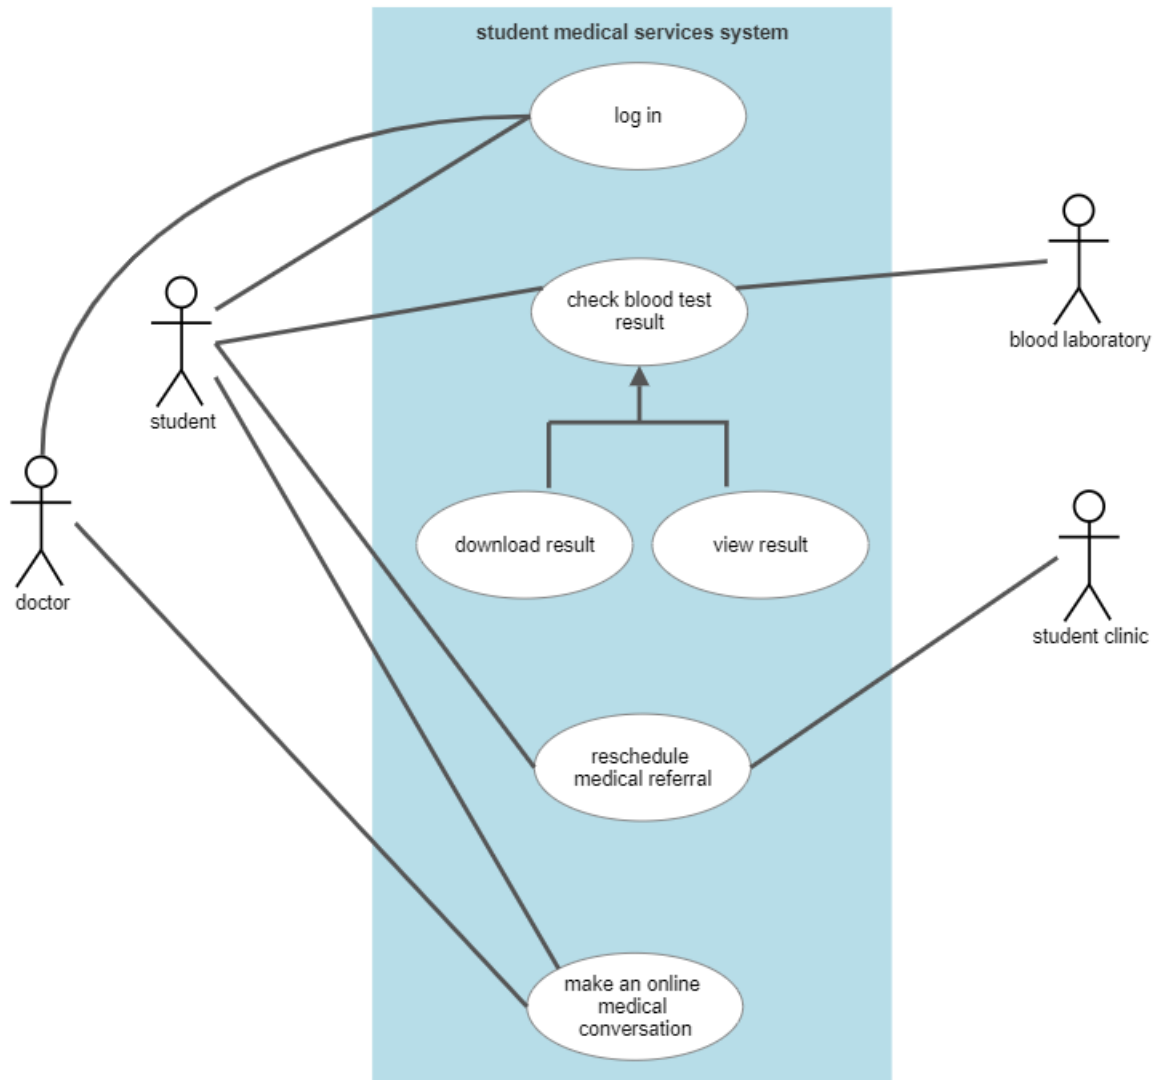 student medical services system
log in
check blood test
result
blood laboratory
student
doctor
download result
view result
student clinic
reschedule
medical referral
make an online
medical
conversation